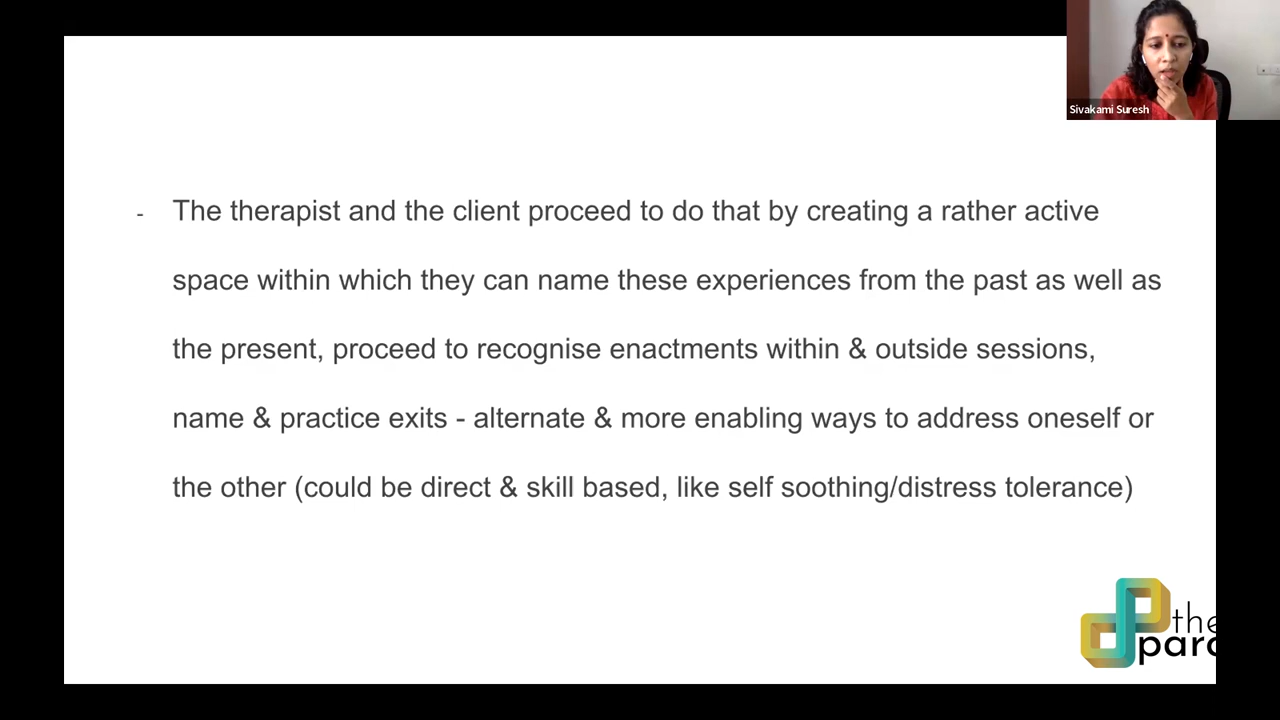 Sivakami Suresh
- The therapist and the client proceed to do that by creating a rather active
space within which they can name these experiences from the past as well as
the present, proceed to recognise enactments within & outside sessions,
name & practice exits - alternate & more enabling ways to address oneself or
the other (could be direct & skill based, like self soothing/distress tolerance)
the